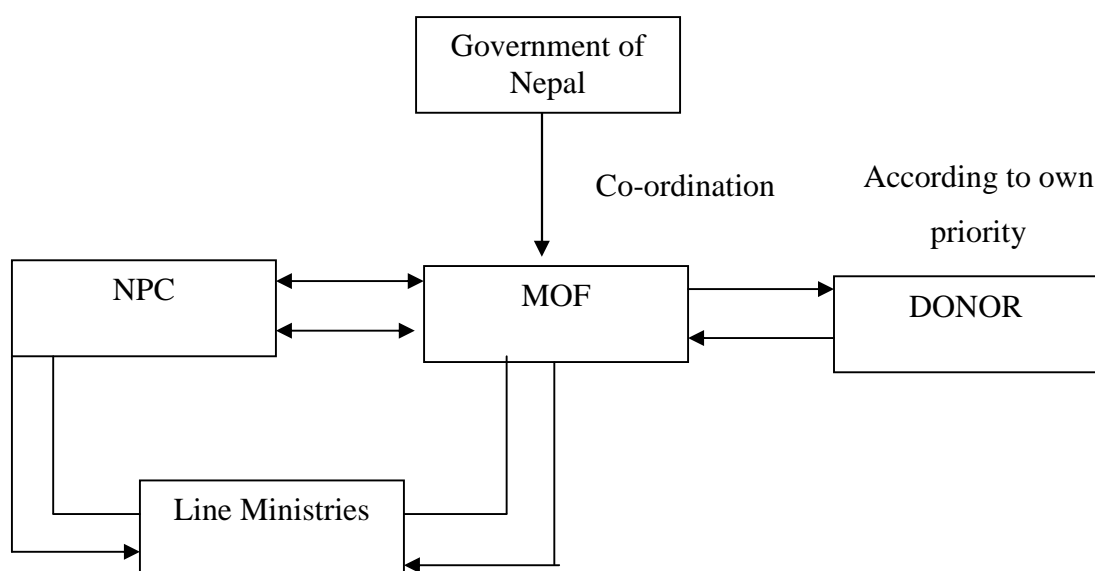 Government of
Nepal
Co-ordination
According to own
priority
NPC
MOF
DONOR
Line Ministries